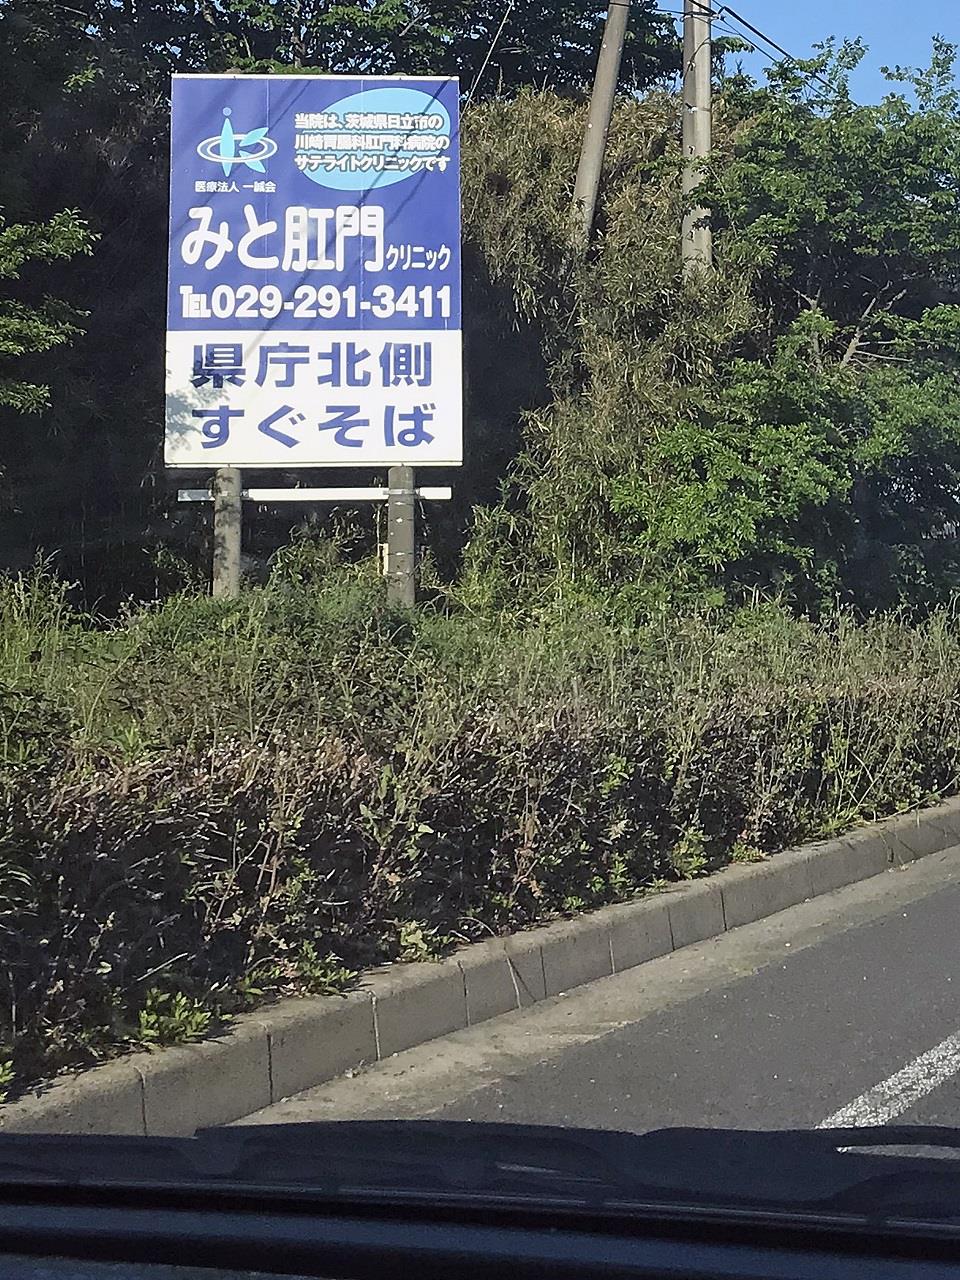 当院は、茨城県日立市の
川崎胃腸科肛門科病院の
サテライトクリニックです
医療法人 一誠会
みと肛門クリニック
TEL029-291-3411
県庁北側
すぐそば